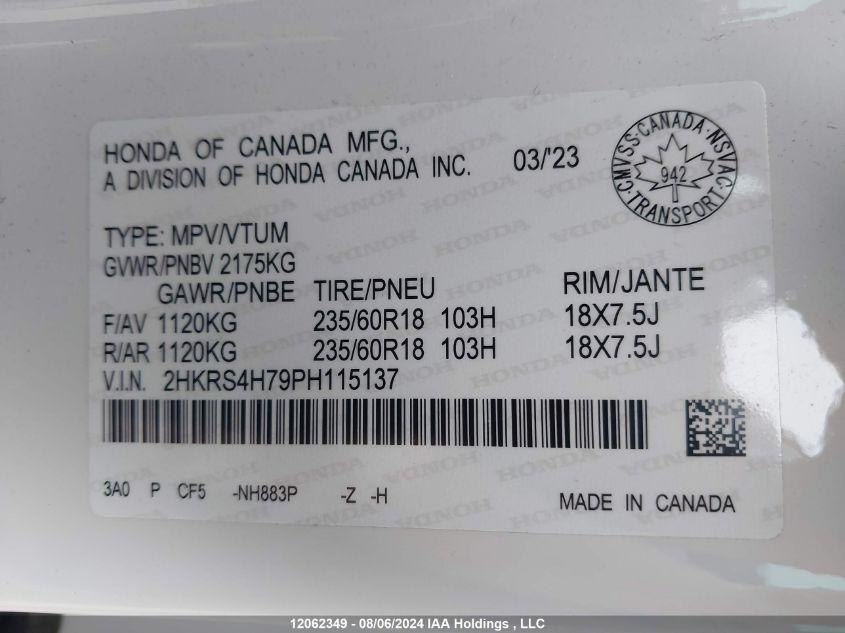 HONDA OF CANADA MFG.,
A DIVISION OF HONDA CANADA INC. 03/'23
CMVSS·CANADA·NSVAC
942
TRANSPORT
TYPE: MPV/VTUM
GVWR/PNBV 2175KG
GAWR/PNBE TIRE/PNEU RIM/JANTE
F/AV 1120KG 235/60R18 103H 18X7.5J
R/AR 1120KG 235/60R18 103H 18X7.5J
V.I.N. 2HKRS4H79PH115137
3A0 P CF5 -NH883P -Z -H MADE IN CANADA
12062349 - 08/06/2024 IAA Holdings , LLC